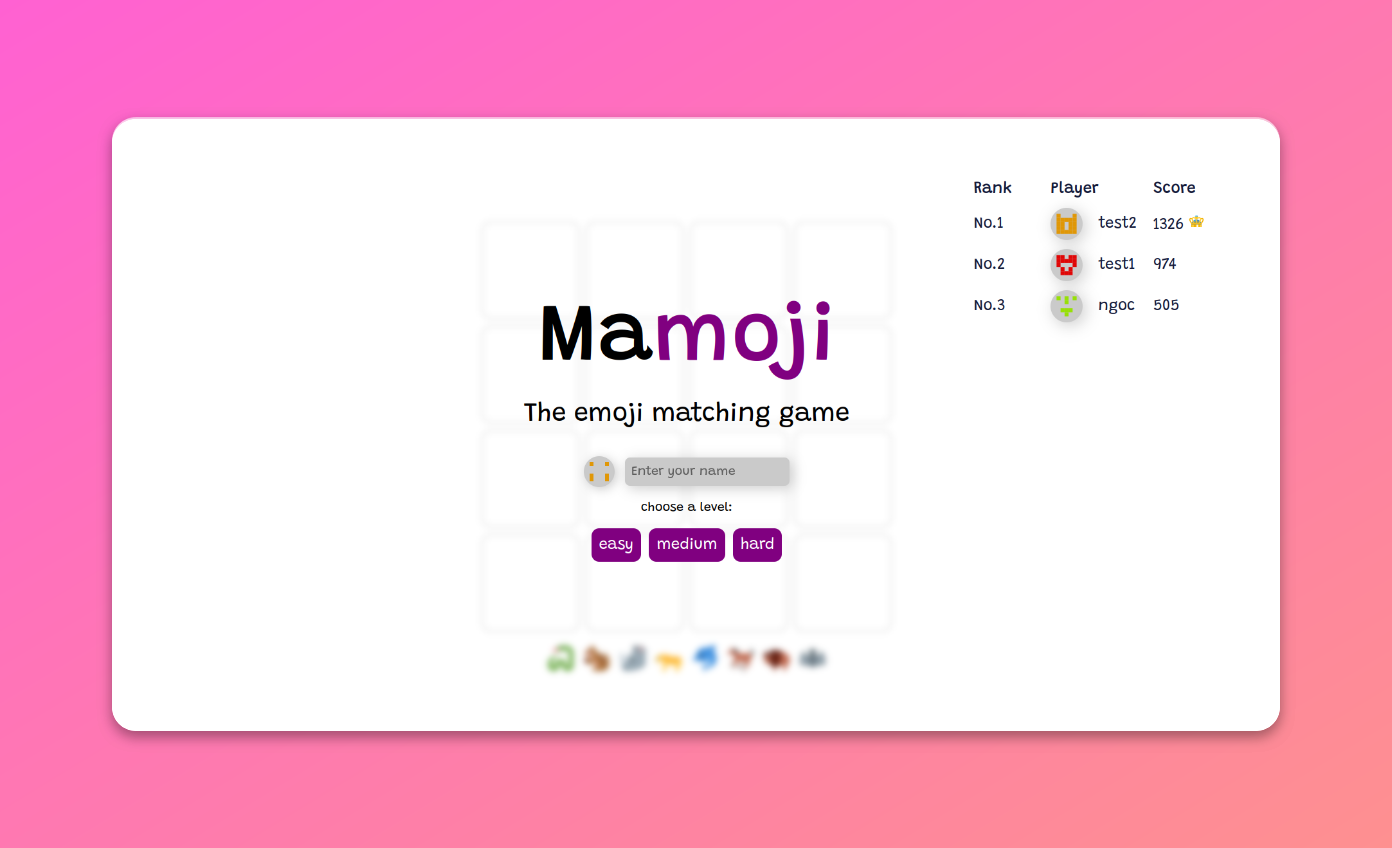 Rank Player Score
No.1 test2 1326
No.2 test1 974
No.3 ngoc 505
Mamoji
The emoji matching game
Enter your name
choose a level:
easy medium hard